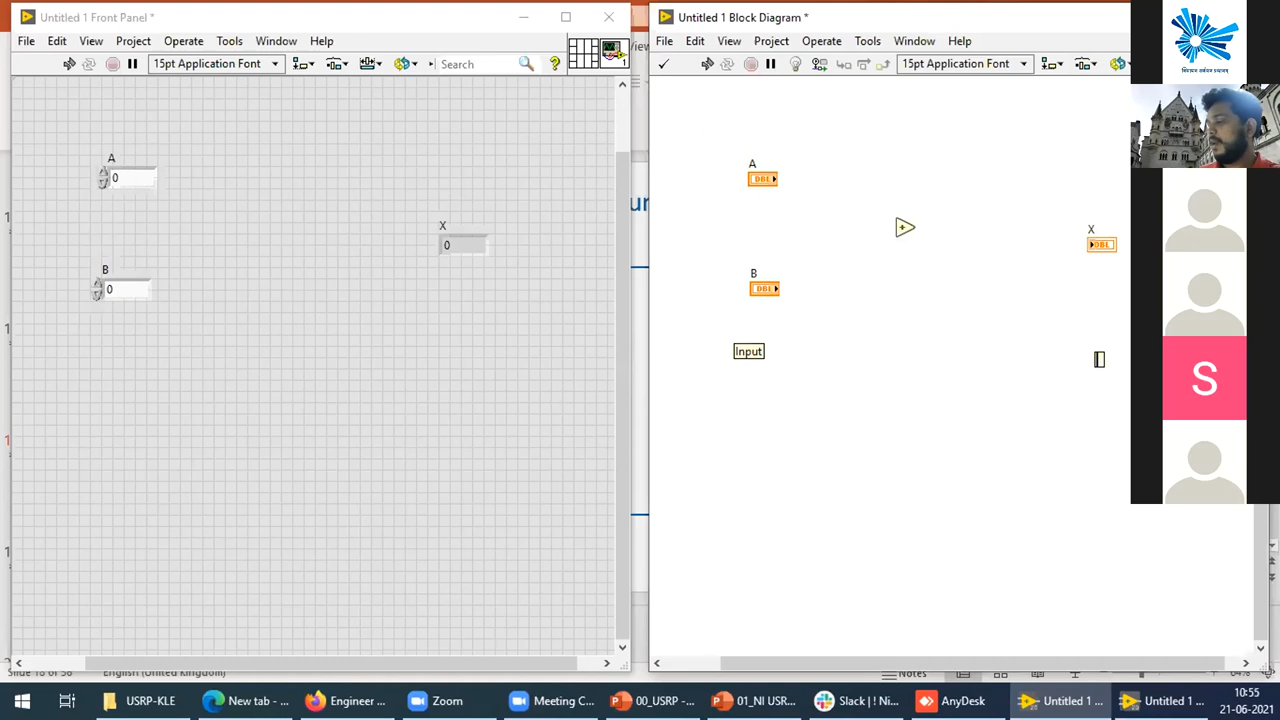 Untitled 1 Front Panel *
File Edit View Project Operate Tools Window Help
15pt Application Font
Search
A
0
X
0
B
0
Untitled 1 Block Diagram *
File Edit View Project Operate Tools Window Help
15pt Application Font
A
DBL
+
X
DBL
B
DBL
Input
S
English (United Kingdom)
Notes
USRP-KLE
New tab - ...
Engineer ...
Zoom
Meeting C...
00_USRP -...
01_NI USR...
Slack | ! Ni...
AnyDesk
Untitled 1 ...
Untitled 1 ...
10:55
21-06-2021